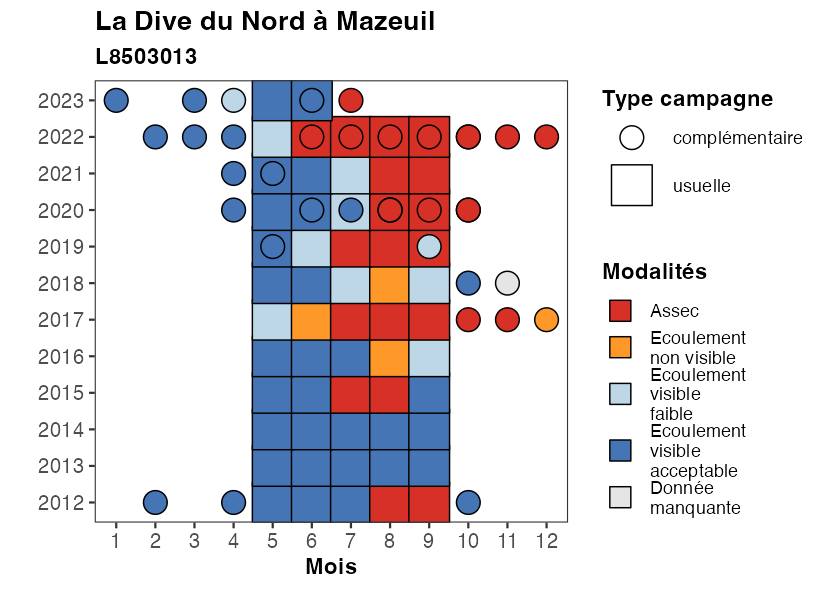 La Dive du Nord à Mazeuil
L8503013
2023
2022
2021
2020
2019
2018
2017
2016
2015
2014
2013
2012
1 2 3 4 5 6 7 8 9 10 11 12
Mois
Type campagne
complémentaire
usuelle
Modalités
Assec
Ecoulement
non visible
Ecoulement
visible
faible
Ecoulement
visible
acceptable
Donnée
manquante